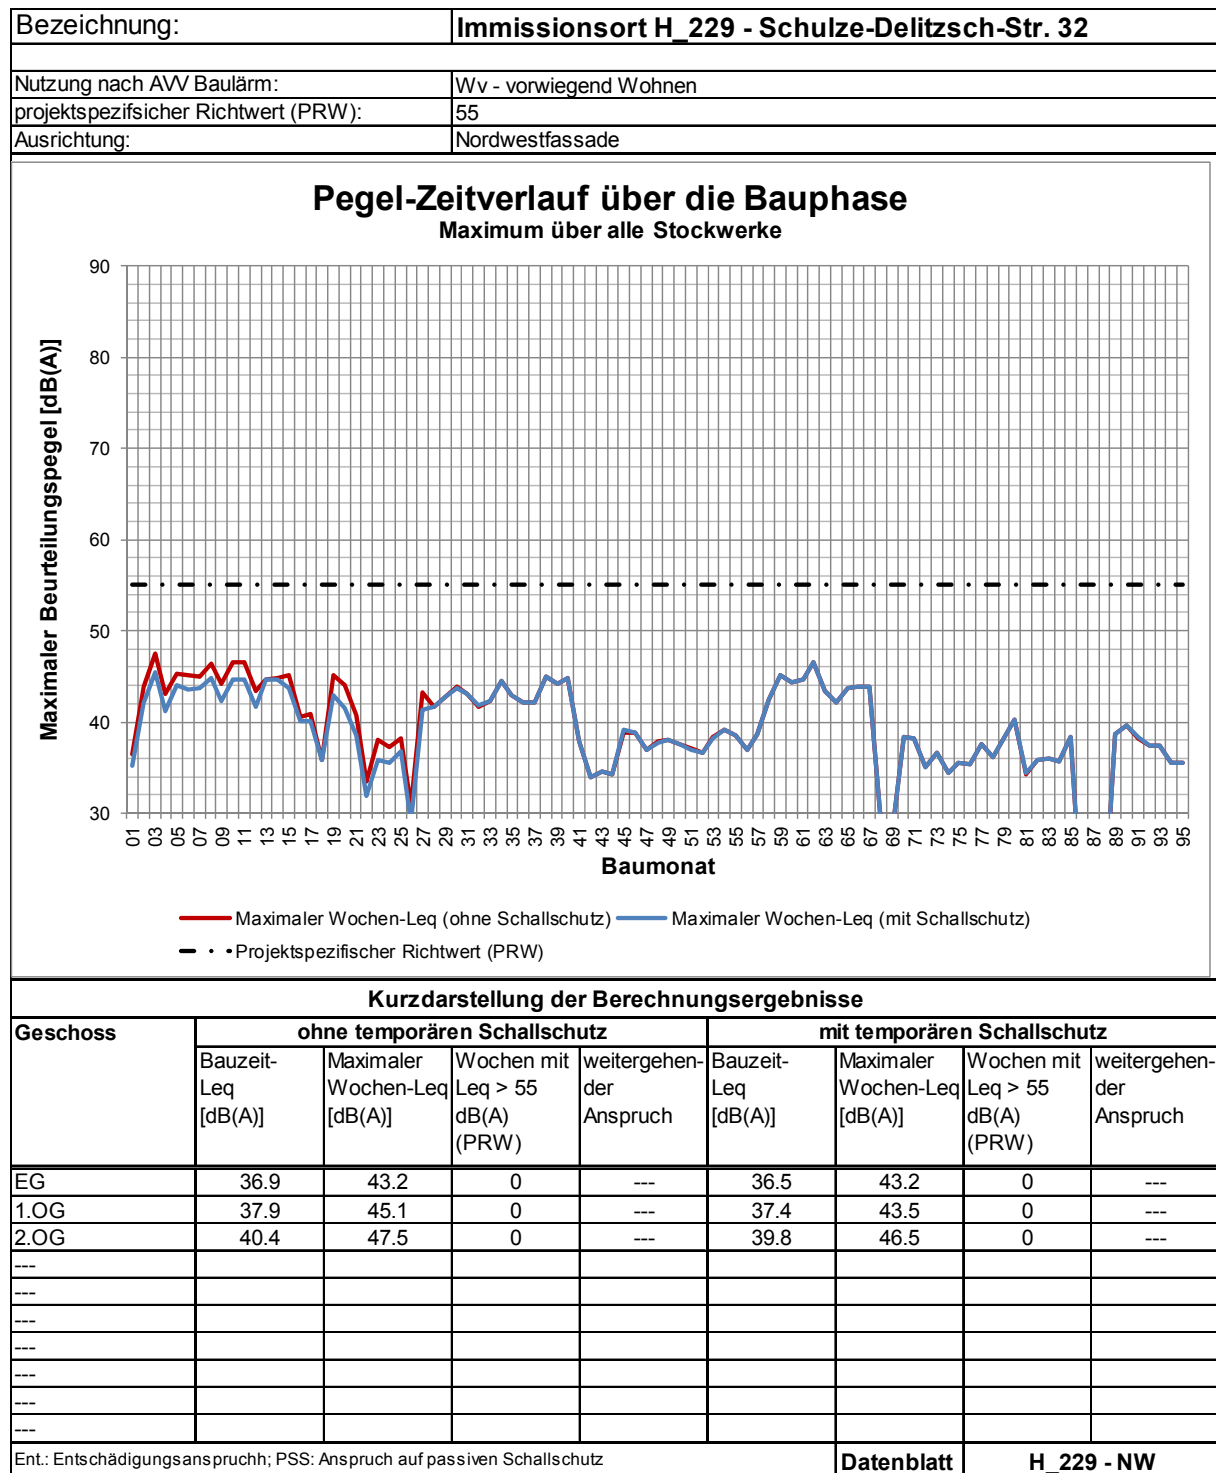 Bezeichnung: Immissionsort H_229 - Schulze-Delitzsch-Str. 32
Nutzung nach AVV Baulärm: Wv - vorwiegend Wohnen
projektspezifsicher Richtwert (PRW): 55
Ausrichtung: Nordwestfassade
Pegel-Zeitverlauf über die Bauphase
Maximum über alle Stockwerke
Maximaler Beurteilungspegel [dB(A)]
90
80
70
60
50
40
30
01 03 05 07 09 11 13 15 17 19 21 22 23 25 27 29 31 33 35 37 39 41 43 45 47 49 51 53 55 57 59 61 63 65 67 69 71 73 75 77 79 81 83 85 87 89 91 93 95
Baumonat
Maximaler Wochen-Leq (ohne Schallschutz) Maximaler Wochen-Leq (mit Schallschutz)
Projektspezifischer Richtwert (PRW)
Kurzdarstellung der Berechnungsergebnisse
Geschoss ohne temporären Schallschutz mit temporären Schallschutz
Bauzeit- Maximaler Wochen mit weitergehen- Bauzeit- Maximaler Wochen mit weitergehen-
Leq Wochen-Leq Leq > 55 der Leq Wochen-Leq Leq > 55 der
[dB(A)] [dB(A)] dB(A) Anspruch [dB(A)] [dB(A)] dB(A) Anspruch
(PRW) (PRW)
EG 36.9 43.2 0 --- 36.5 43.2 0 ---
1.OG 37.9 45.1 0 --- 37.4 43.5 0 ---
2.OG 40.4 47.5 0 --- 39.8 46.5 0 ---
---
---
---
---
---
---
---
Ent.: Entschädigungsanspruchh; PSS: Anspruch auf passiven Schallschutz Datenblatt H_229 - NW